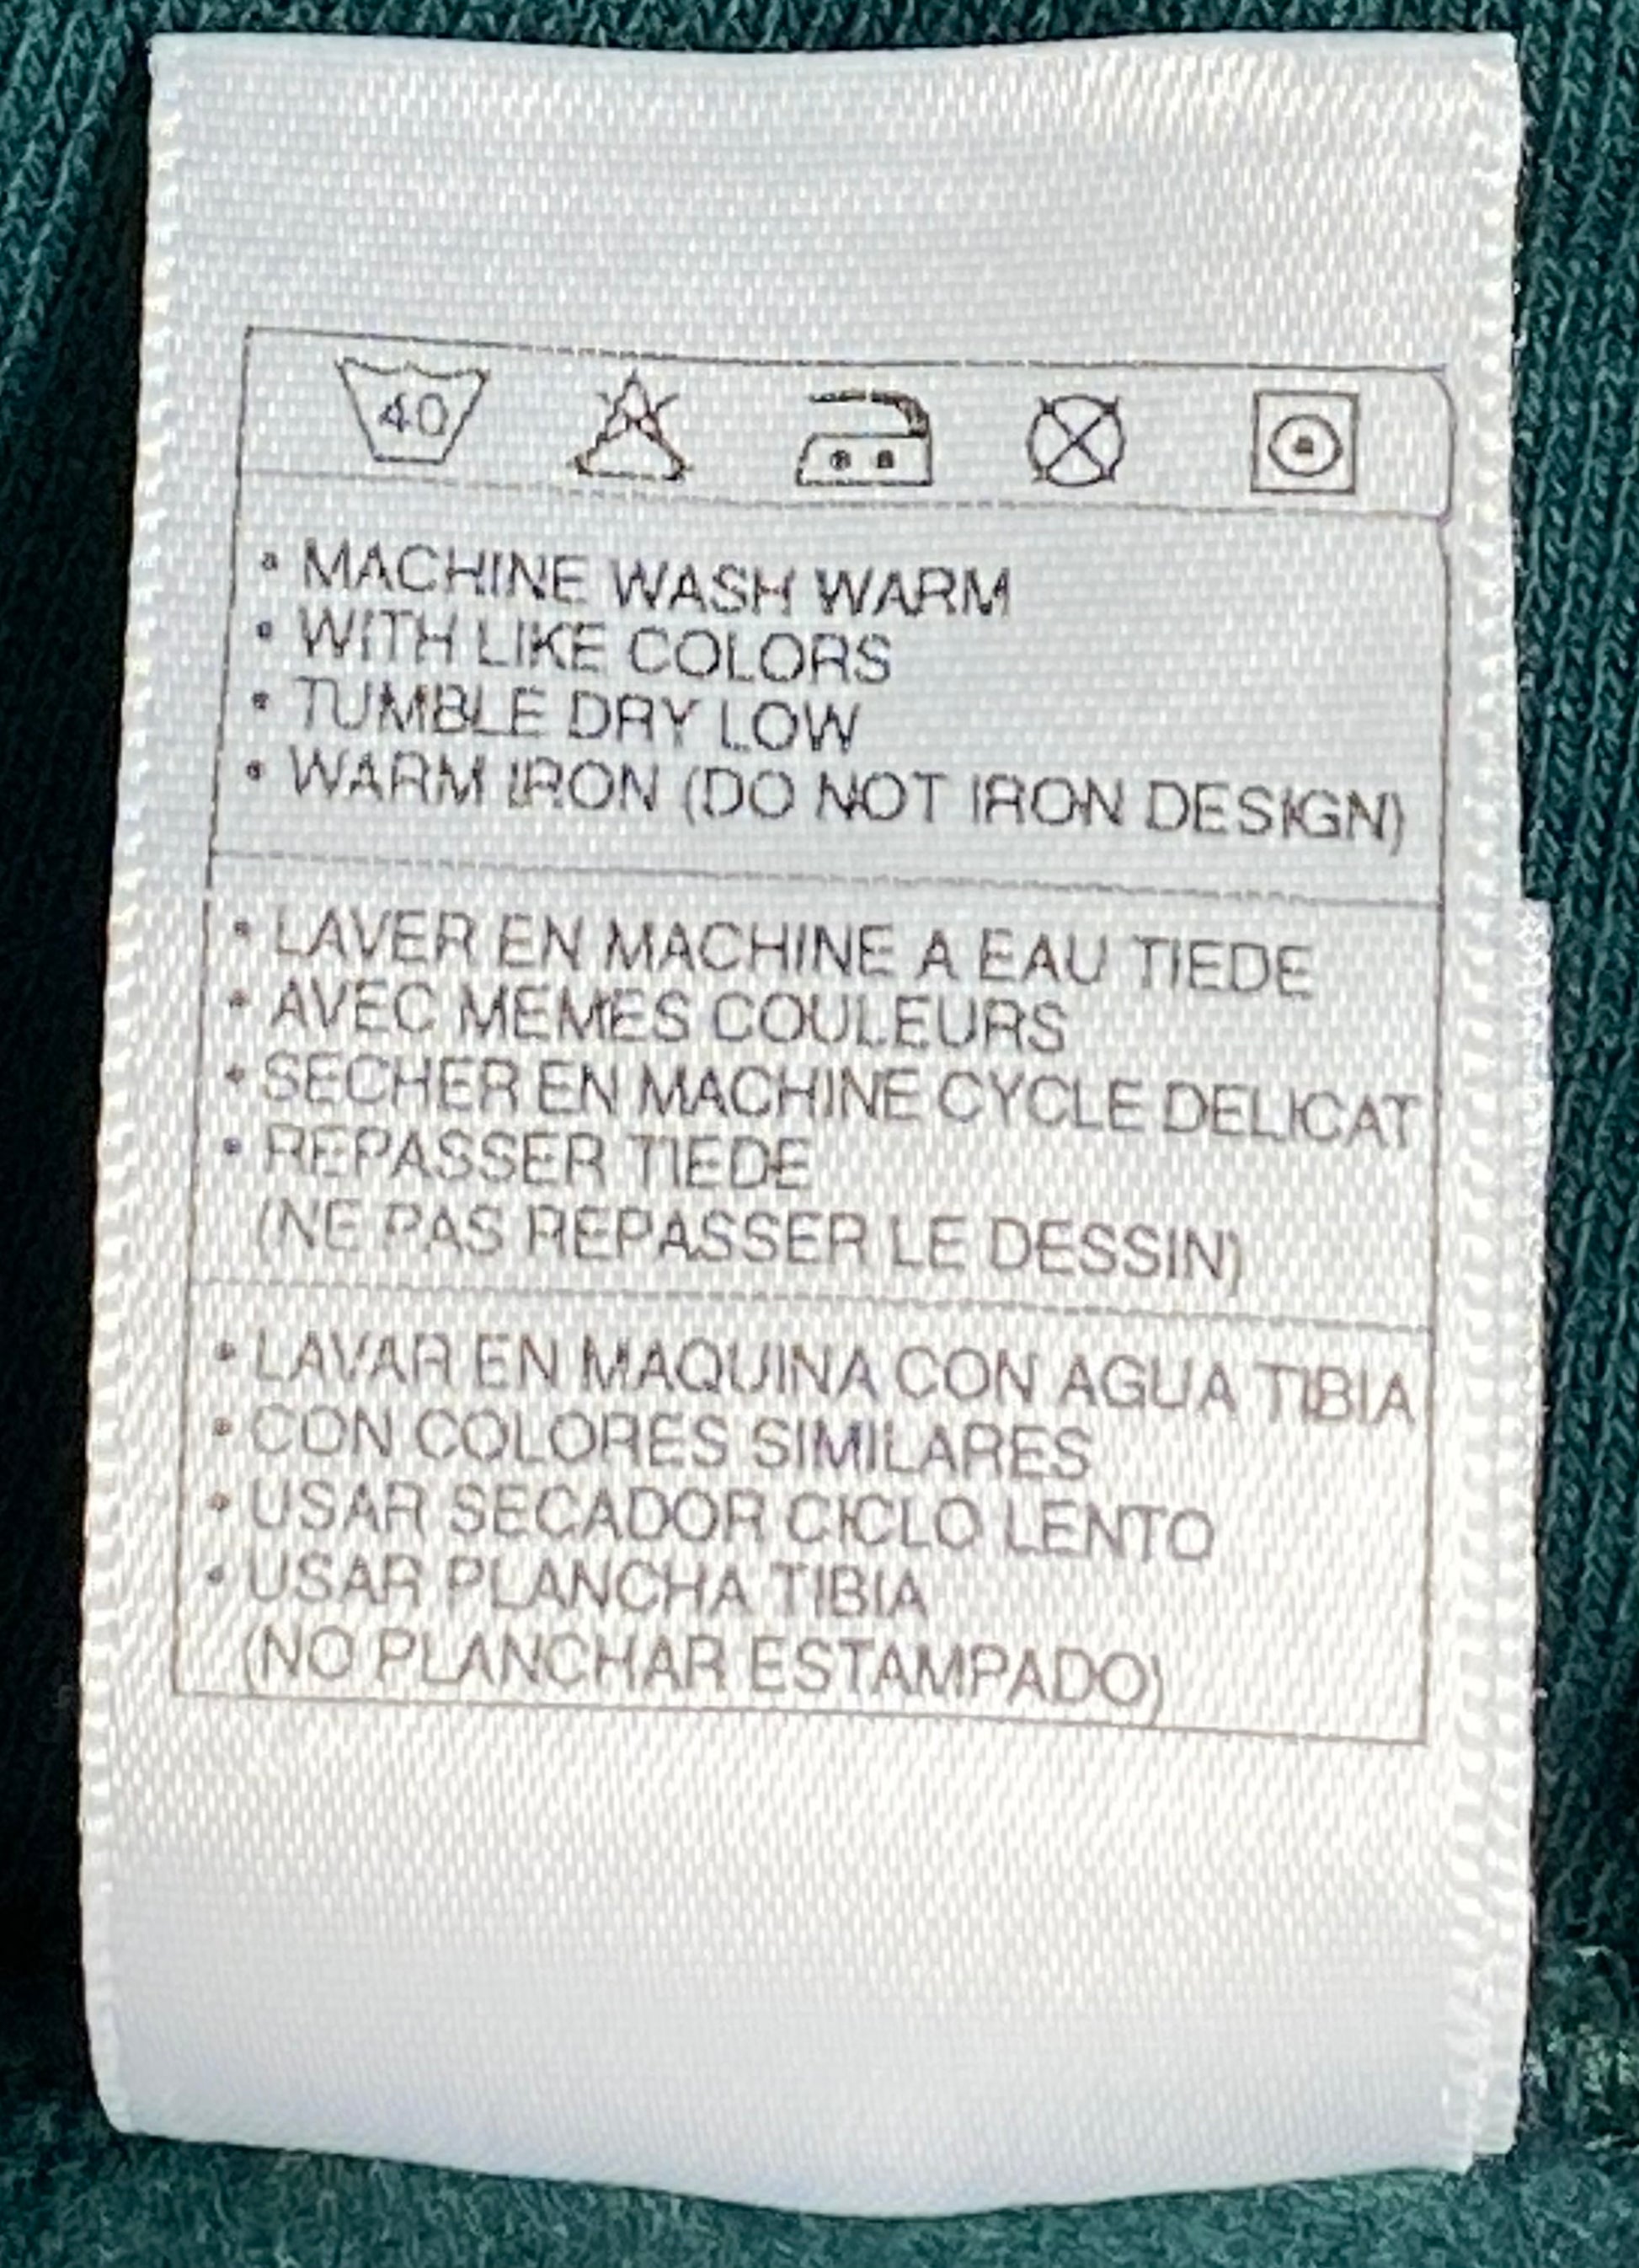 40
• MACHINE WASH WARM
• WITH LIKE COLORS
• TUMBLE DRY LOW
• WARM IRON (DO NOT IRON DESIGN)
• LAVER EN MACHINE A EAU TIEDE
• AVEC MEMES COULEURS
• SECHER EN MACHINE CYCLE DELICAT
• REPASSER TIEDE
(NE PAS REPASSER LE DESSIN)
• LAVAR EN MAQUINA CON AGUA TIBIA
• CON COLORES SIMILARES
• USAR SECADOR CICLO LENTO
• USAR PLANCHA TIBIA
(NO PLANCHAR ESTAMPADO)